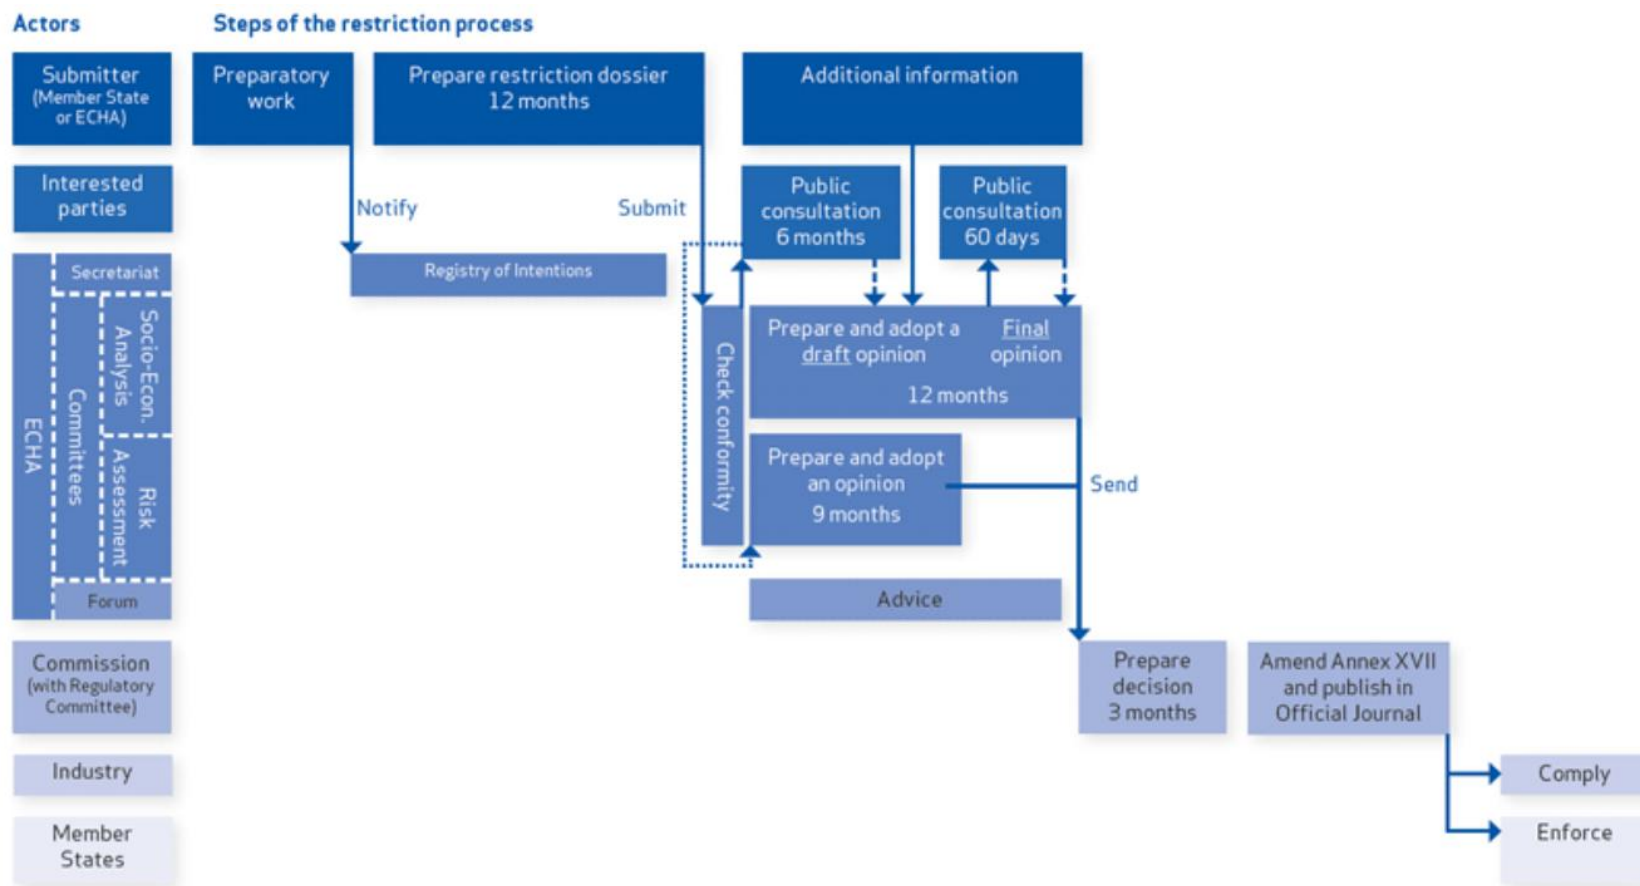 Actors
Steps of the restriction process
Submitter
(Member State
or ECHA)
Preparatory
work
Prepare restriction dossier
12 months
Additional information
Interested
parties
Notify
Submit
Public
consultation
6 months
Public
consultation
60 days
ECHA
Secretariat
Committees
Socio-Econ.
Analysis
Risk
Assessment
Forum
Registry of Intentions
Check conformity
Prepare and adopt a
draft opinion
Final
opinion
12 months
Prepare and adopt
an opinion
9 months
Send
Advice
Commission
(with Regulatory
Committee)
Prepare
decision
3 months
Amend Annex XVII
and publish in
Official Journal
Industry
Comply
Member
States
Enforce